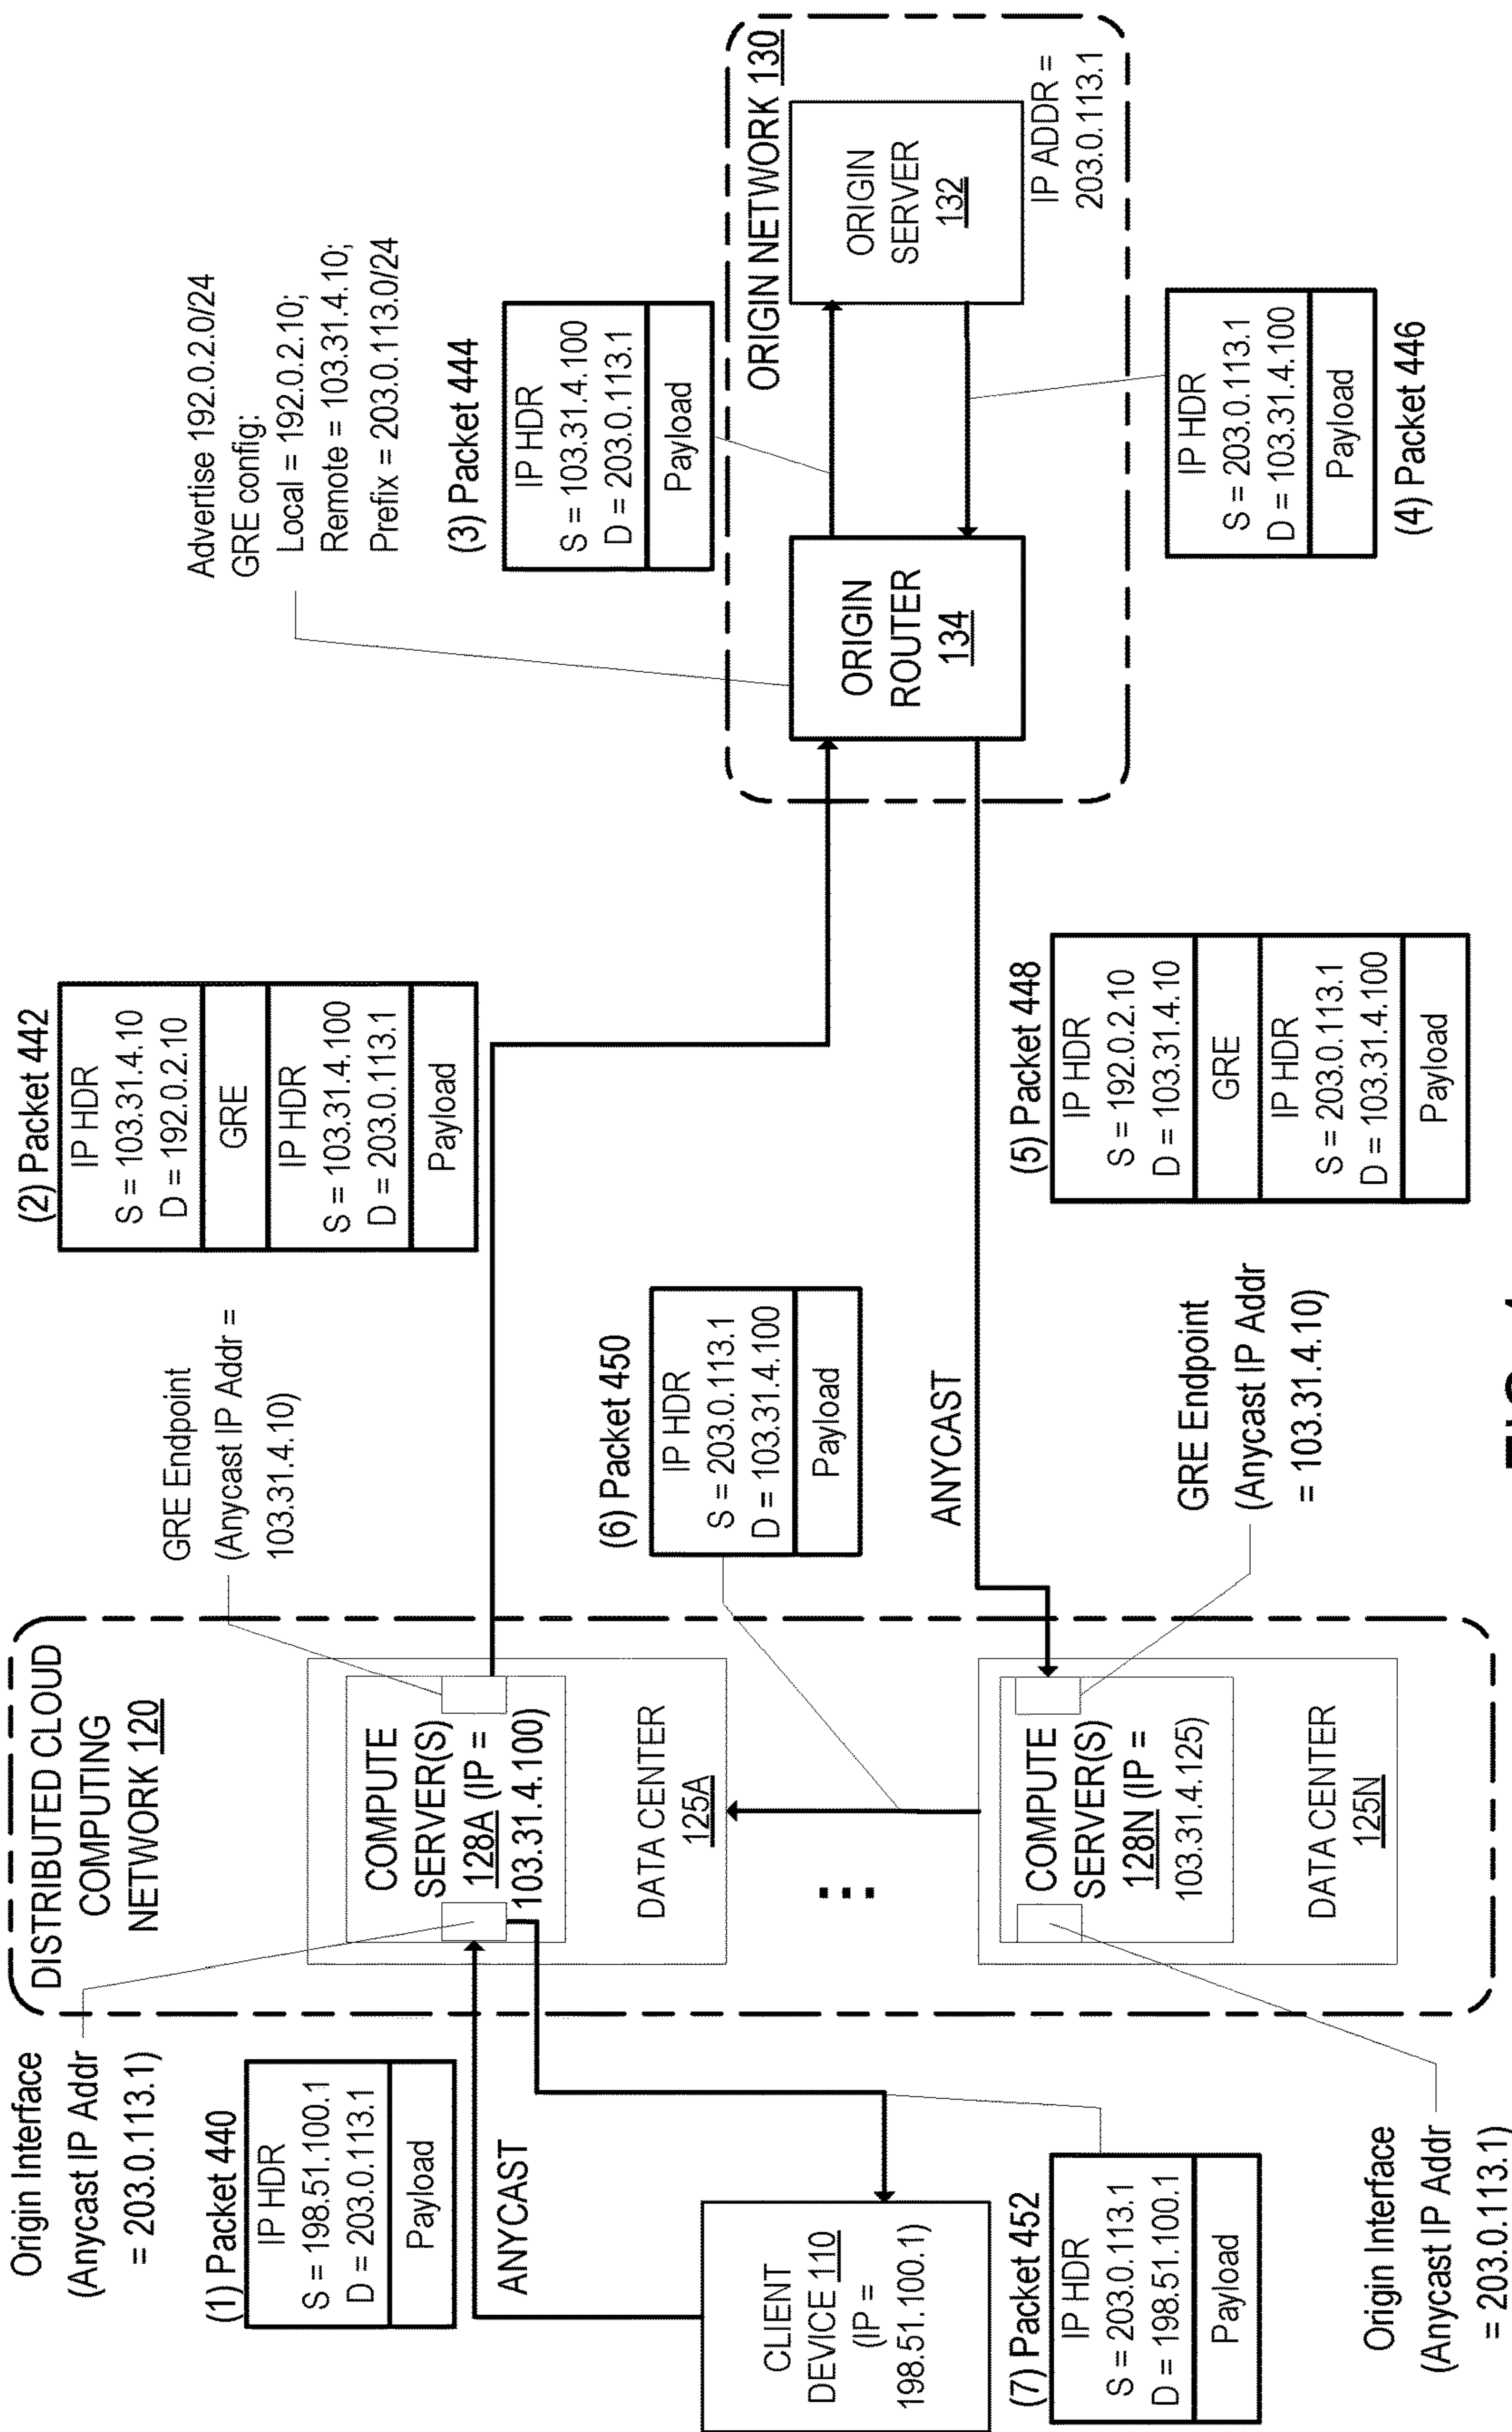 Origin Interface
(Anycast IP Addr
= 203.0.113.1)
DISTRIBUTED CLOUD
COMPUTING
NETWORK 120
GRE Endpoint
(Anycast IP Addr =
103.31.4.10)
(1) Packet 440
IP HDR
S = 198.51.100.1
D = 203.0.113.1
Payload
ANYCAST
CLIENT
DEVICE 110
(IP =
198.51.100.1)
(7) Packet 452
IP HDR
S = 203.0.113.1
D = 198.51.100.1
Payload
Origin Interface
(Anycast IP Addr
= 203.0.113.1)
COMPUTE
SERVER(S)
128A (IP =
103.31.4.100)
DATA CENTER
125A
...
COMPUTE
SERVER(S)
128N (IP =
103.31.4.125)
DATA CENTER
125N
(2) Packet 442
IP HDR
S = 103.31.4.10
D = 192.0.2.10
GRE
IP HDR
S = 103.31.4.100
D = 203.0.113.1
Payload
(6) Packet 450
IP HDR
S = 203.0.113.1
D = 103.31.4.100
Payload
ANYCAST
GRE Endpoint
(Anycast IP Addr
= 103.31.4.10)
(5) Packet 448
IP HDR
S = 192.0.2.10
D = 103.31.4.10
GRE
IP HDR
S = 203.0.113.1
D = 103.31.4.100
Payload
Advertise 192.0.2.0/24
GRE config:
Local = 192.0.2.10;
Remote = 103.31.4.10;
Prefix = 203.0.113.0/24
(3) Packet 444
IP HDR
S = 103.31.4.100
D = 203.0.113.1
Payload
ORIGIN NETWORK 130
ORIGIN
ROUTER
134
ORIGIN
SERVER
132
IP ADDR =
203.0.113.1
IP HDR
S = 203.0.113.1
D = 103.31.4.100
Payload
(4) Packet 446